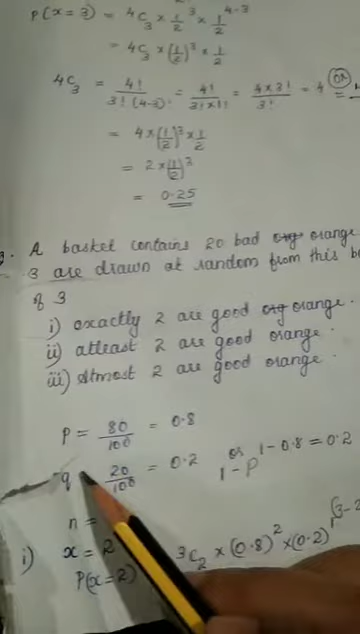 P(x=3) = 4C3 × 1/2^3 × 1/2^4-3
= 4C3 × (1/2)^3 × 1/2
4C3 = 4!/3!(4-3)! = 4!/3!×1! = (4×3!)/3! = 4 (OR)
= 4×(1/2)^3×1/2
= 2×(1/2)^3
= 0.25
A basket contains 20 bad orange
3 are drawn at random from this
of 3
i) exactly 2 are good orange.
ii) atleast 2 are good orange.
iii) Atmost 2 are good orange.
P = 80/100 = 0.8
q 20/100 = 0.2 or 1-0.8=0.2
1-P
n =
i) x = 2 3C2 × (0.8)^2 × (0.2)^(3-2
P(x=2)